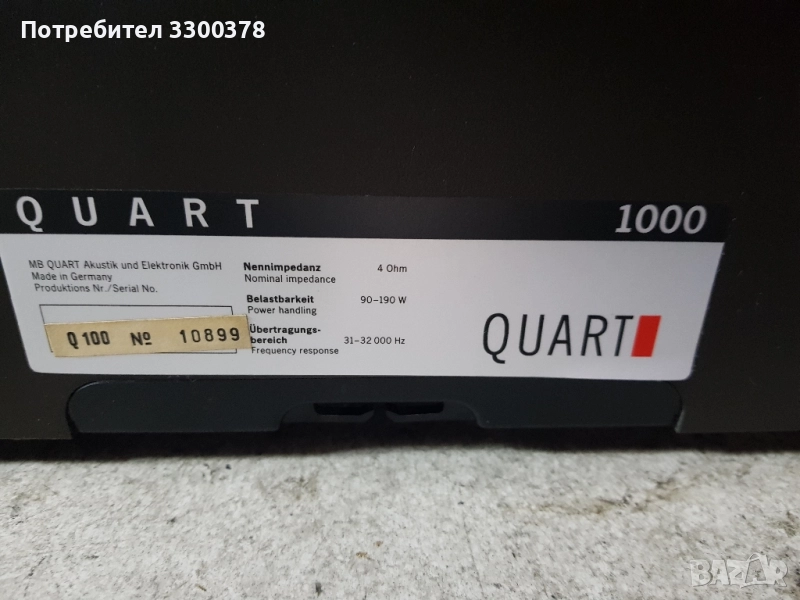 Потребител 3300378
QUART 1000
MB QUART Akustik und Elektronik GmbH
Made in Germany
Produktions Nr./Serial No.
Q100 № 10899
Nennimpedanz 4 Ohm
Nominal impedance
Belastbarkeit 90–190 W
Power handling
Übertragungs-
bereich 31–32 000 Hz
Frequency response
QUART
BAZAR